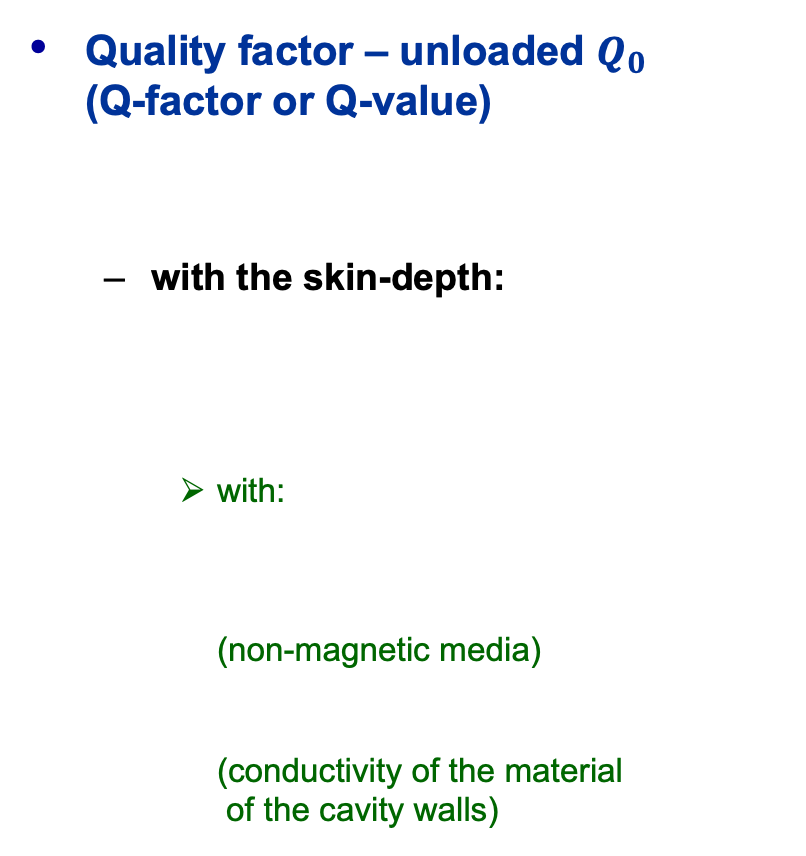 • Quality factor – unloaded Q₀
(Q-factor or Q-value)
– with the skin-depth:
➢ with:
(non-magnetic media)
(conductivity of the material
of the cavity walls)